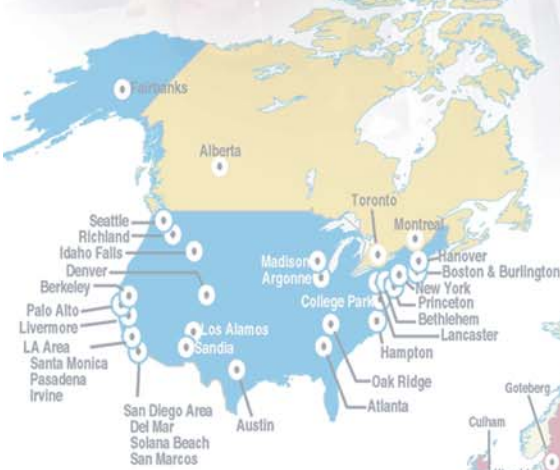 Fairbanks
Alberta
Toronto
Montreal
Seattle
Richland
Idaho Falls
Denver
Berkeley
Palo Alto
Livermore
LA Area
Santa Monica
Pasadena
Irvine
San Diego Area
Del Mar
Solana Beach
San Marcos
Los Alamos
Sandia
Austin
Madison
Argonne
College Park
Hanover
Boston & Burlington
New York
Princeton
Bethlehem
Lancaster
Hampton
Oak Ridge
Atlanta
Goteberg
Culham